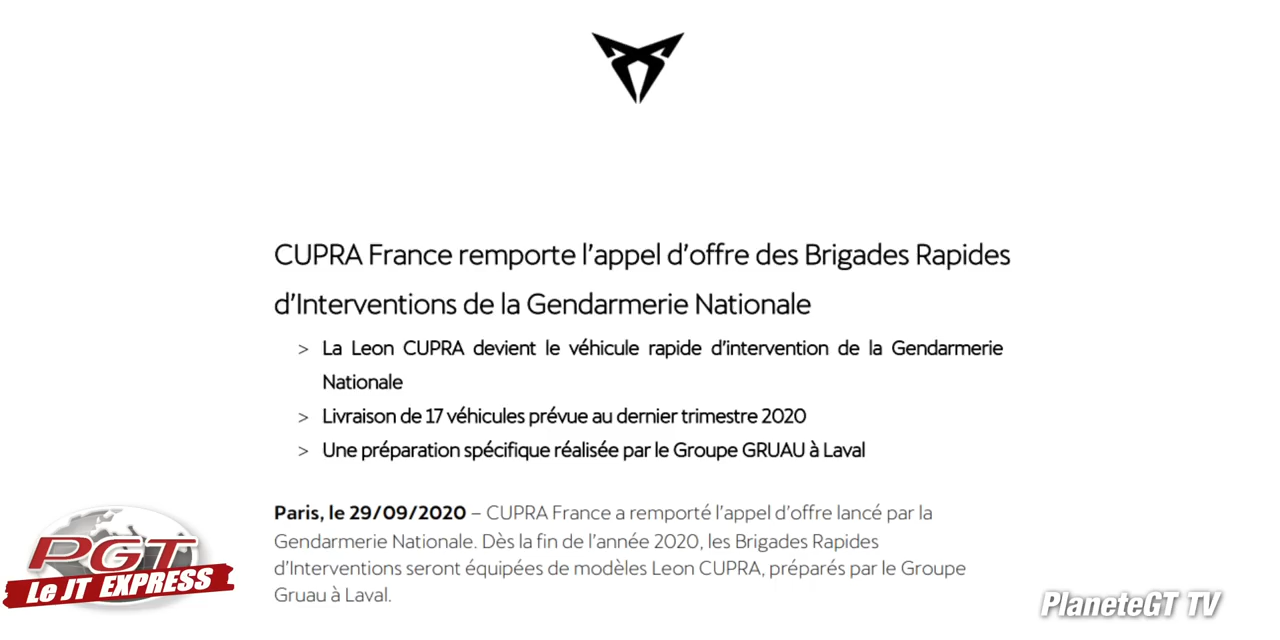 CUPRA France remporte l'appel d'offre des Brigades Rapides
d'Interventions de la Gendarmerie Nationale
> La Leon CUPRA devient le véhicule rapide d'intervention de la Gendarmerie
Nationale
> Livraison de 17 véhicules prévue au dernier trimestre 2020
> Une préparation spécifique réalisée par le Groupe GRUAU à Laval
Paris, le 29/09/2020 – CUPRA France a remporté l'appel d'offre lancé par la
Gendarmerie Nationale. Dès la fin de l'année 2020, les Brigades Rapides
d'Interventions seront équipées de modèles Leon CUPRA, préparés par le Groupe
Gruau à Laval.
PGT
Le JT EXPRESS
PlaneteGT TV